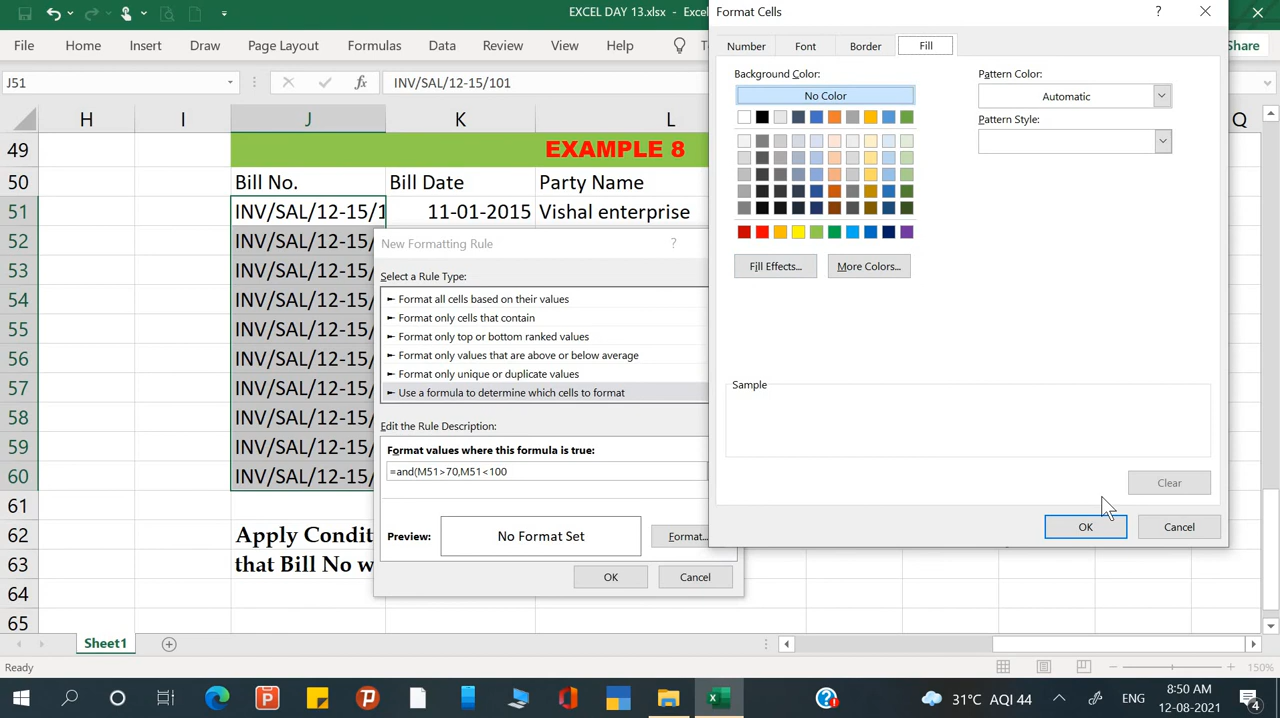 EXCEL DAY 13.xlsx - Excel
Format Cells
?
File Home Insert Draw Page Layout Formulas Data Review View Help
Share
Number Font Border Fill
J51
fx
INV/SAL/12-15/101
Background Color:
No Color
Pattern Color:
Automatic
Pattern Style:
H I J K L Q
49 EXAMPLE 8
50 Bill No. Bill Date Party Name
51 INV/SAL/12-15/1 11-01-2015 Vishal enterprise
52 INV/SAL/12-15/
53 INV/SAL/12-15/
54 INV/SAL/12-15/
55 INV/SAL/12-15/
56 INV/SAL/12-15/
57 INV/SAL/12-15/
58 INV/SAL/12-15/
59 INV/SAL/12-15/
60 INV/SAL/12-15/
61
62 Apply Condit
63 that Bill No w
64
65
New Formatting Rule
?
Select a Rule Type:
► Format all cells based on their values
► Format only cells that contain
► Format only top or bottom ranked values
► Format only values that are above or below average
► Format only unique or duplicate values
► Use a formula to determine which cells to format
Edit the Rule Description:
Format values where this formula is true:
=and(M51>70,M51<100
Preview:
No Format Set
Format...
OK Cancel
Fill Effects...
More Colors...
Sample
Clear
OK Cancel
Sheet1
Ready
150%
31°C AQI 44
ENG
8:50 AM
12-08-2021
4